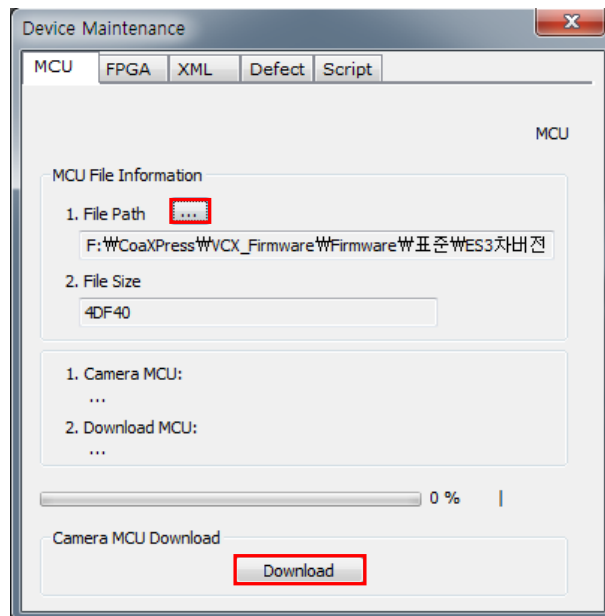 Device Maintenance
MCU FPGA XML Defect Script
MCU
MCU File Information
1. File Path ...
F:₩CoaXPress₩VCX_Firmware₩Firmware₩표준₩ES3차버전
2. File Size
4DF40
1. Camera MCU:
...
2. Download MCU:
...
0 %
Camera MCU Download
Download